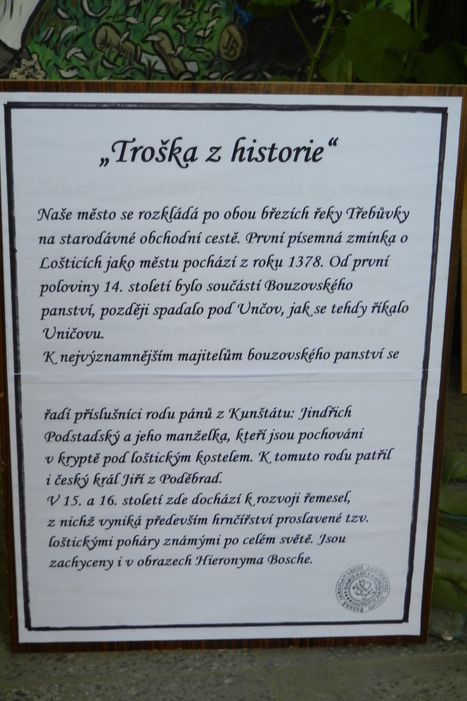 „Troška z historie“
Naše město se rozkládá po obou březích řeky Třebůvky
na starodávné obchodní cestě. První písemná zmínka o
Lošticích jako městu pochází z roku 1378. Od první
poloviny 14. století bylo součástí Bouzovského
panství, později spadalo pod Unčov, jak se tehdy říkalo
Uničovu.
K nejvýznamnějším majitelům bouzovského panství se
řadí příslušníci rodu pánů z Kunštátu: Jindřich
Podstadský a jeho manželka, kteří jsou pochováni
v kryptě pod loštickým kostelem. K tomuto rodu patřil
i český král Jiří z Poděbrad.
V 15. a 16. století zde dochází k rozvoji řemesel,
z nichž vyniká především hrnčířství proslavené tzv.
loštickými poháry známými po celém světě. Jsou
zachyceny i v obrazech Hieronyma Bosche.